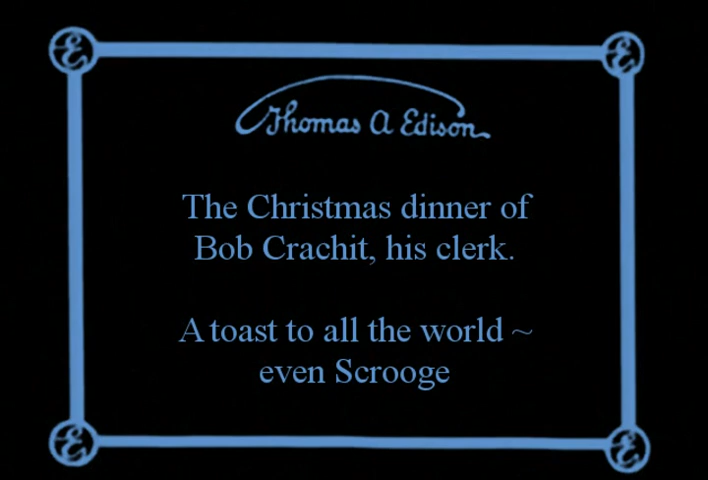 E E
Thomas A Edison
The Christmas dinner of
Bob Crachit, his clerk.
A toast to all the world ~
even Scrooge
E E